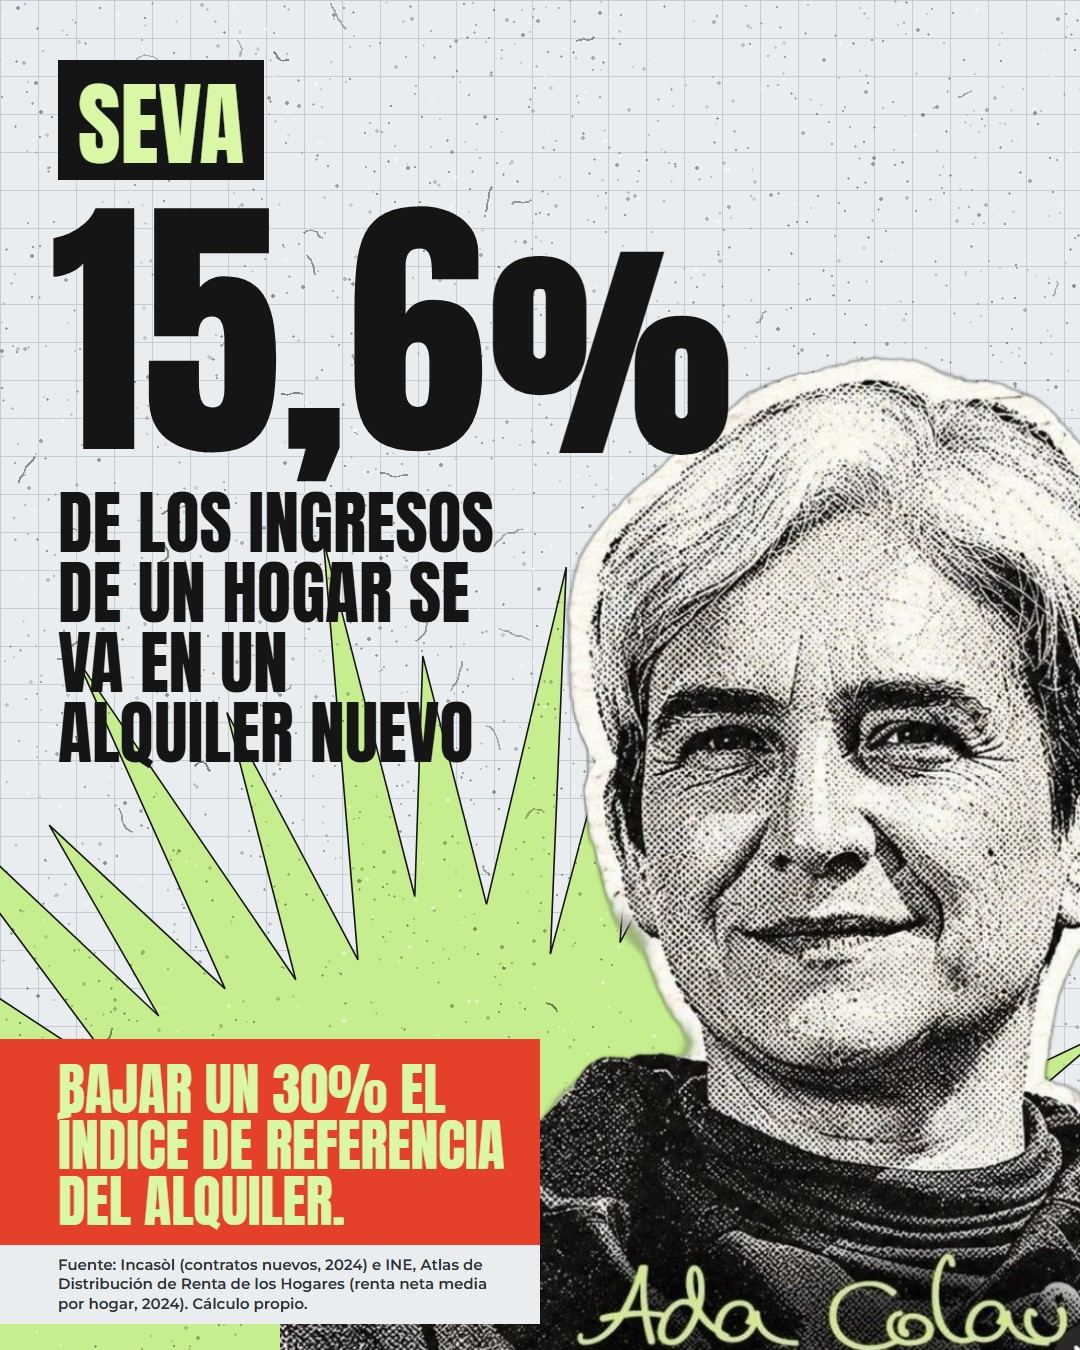 SEVA
15,6%
DE LOS INGRESOS
DE UN HOGAR SE
VA EN UN
ALQUILER NUEVO
BAJAR UN 30% EL
ÍNDICE DE REFERENCIA
DEL ALQUILER.
Fuente: Incasòl (contratos nuevos, 2024) e INE, Atlas de
Distribución de Renta de los Hogares (renta neta media
por hogar, 2024). Cálculo propio.
Ada Colau